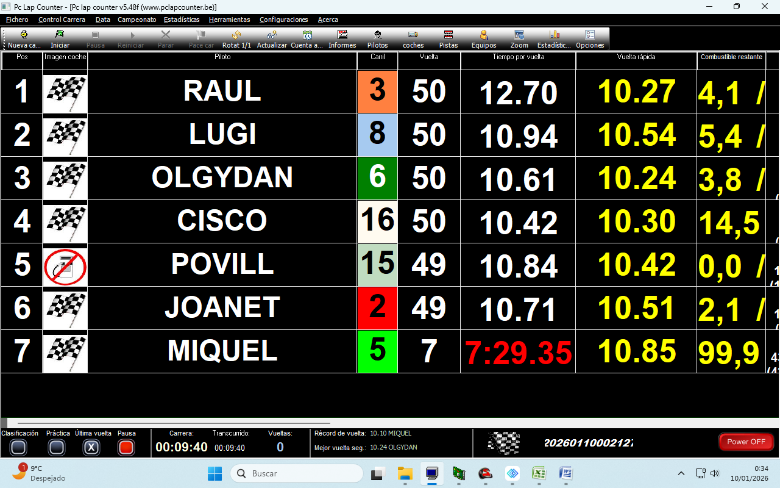 Pc Lap Counter - [Pc lap counter v5.48f (www.pclapcounter.be)]
Fichero Control Carrera Data Campeonato Estadísticas Herramientas Configuraciones Acerca
Nueva ca... Iniciar Pausa Reiniciar Parar Pace car Rotat 1/1 Actualizar Cuenta a... Informes Pilotos coches Pistas Equipos Zoom Estadístic... Opciones
Pos Imagen coche Piloto Carril Vuelta Tiempo por vuelta Vuelta rápida Combustible restante
1 RAUL 3 50 12.70 10.27 4,1 /
2 LUGI 8 50 10.94 10.54 5,4 /
3 OLGYDAN 6 50 10.61 10.24 3,8 /
4 CISCO 16 50 10.42 10.30 14,5
5 POVILL 15 49 10.84 10.42 0,0 /
6 JOANET 2 49 10.71 10.51 2,1 /
7 MIQUEL 5 7 7:29.35 10.85 99,9
Clasificación Práctica Última vuelta Pausa
X
Carrera: Transcurrido: Vueltas:
00:09:40 00:09:40 0
Récord de vuelta: 10.10 MIQUEL
Mejor vuelta seg.: 10.24 OLGYDAN
Power OFF
9°C
Despejado
Buscar
0:34
10/01/2026